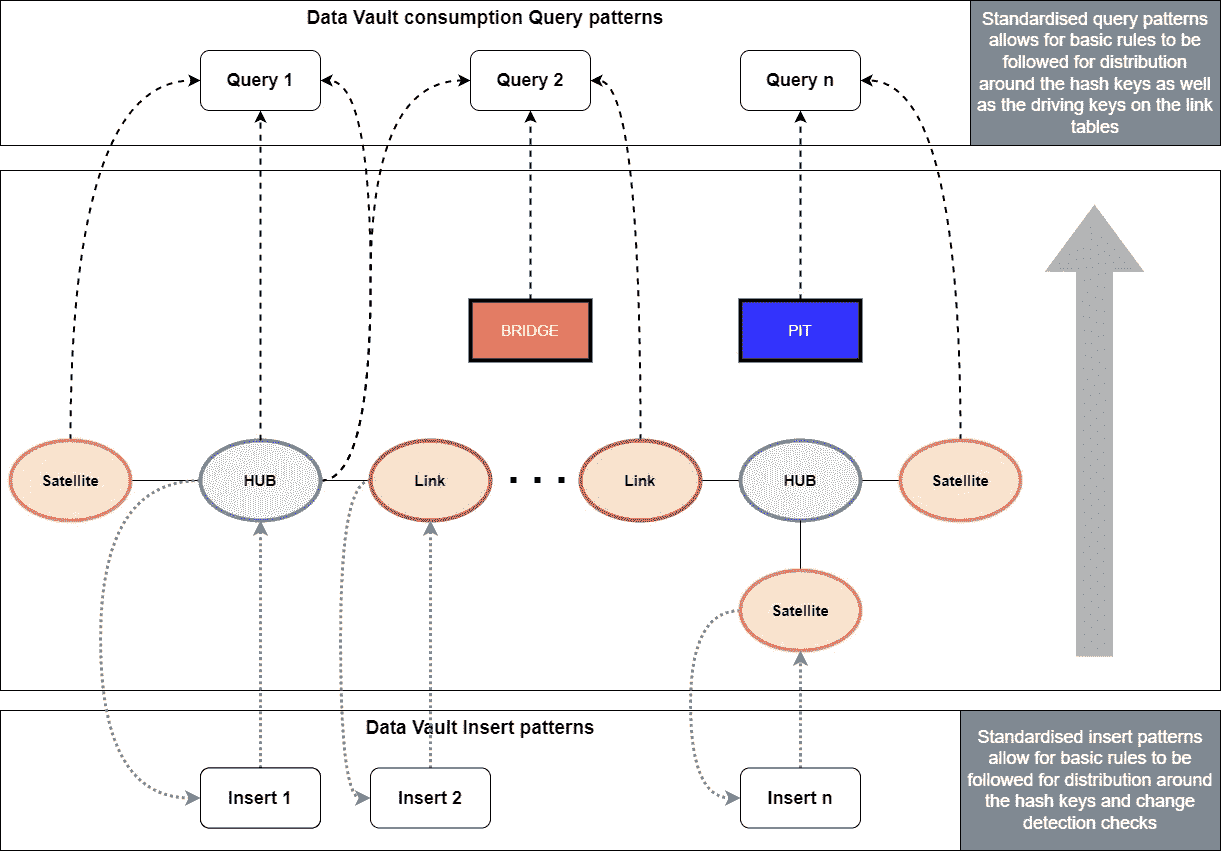 Data Vault consumption Query patterns
Standardised query patterns
allows for basic rules to be
followed for distribution
around the hash keys as well
as the driving keys on the link
tables
Query 1
Query 2
Query n
BRIDGE
PIT
Satellite
HUB
Link
Link
HUB
Satellite
Satellite
Data Vault Insert patterns
Standardised insert patterns
allow for basic rules to be
followed for distribution around
the hash keys and change
detection checks
Insert 1
Insert 2
Insert n